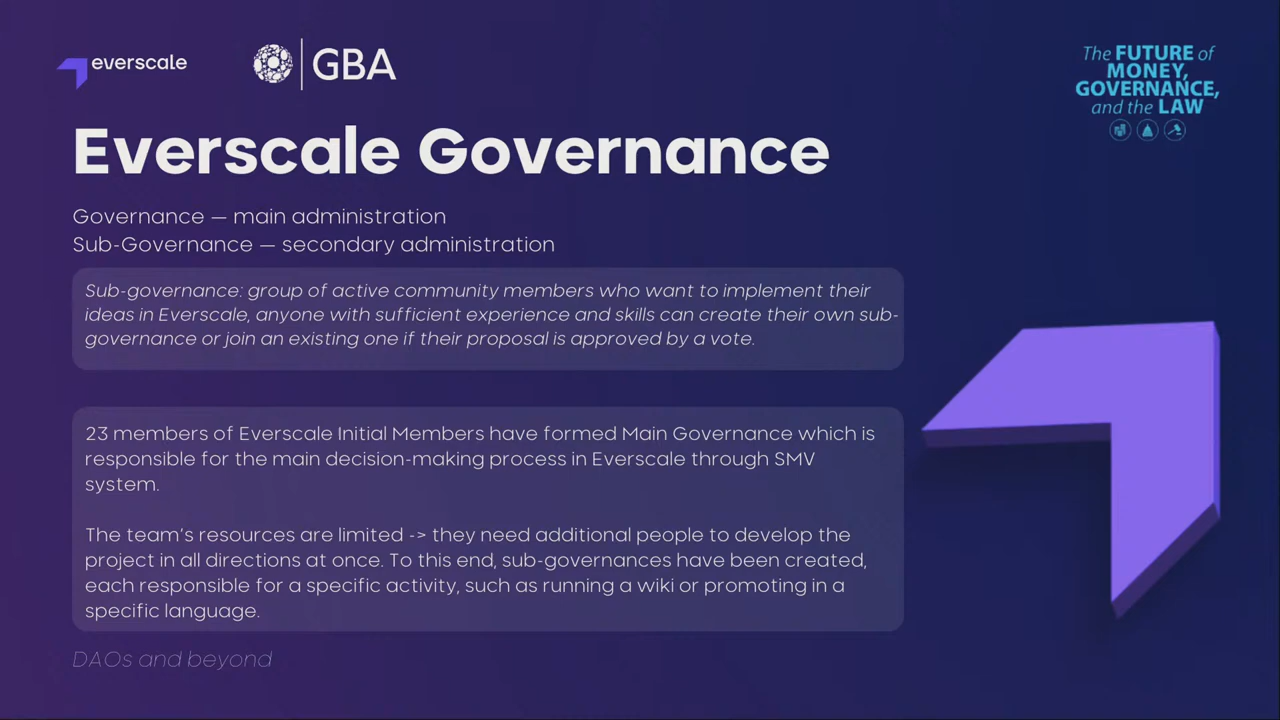 everscale
GBA
The FUTURE of
MONEY,
GOVERNANCE,
and the LAW
Everscale Governance
Governance — main administration
Sub-Governance — secondary administration
Sub-governance: group of active community members who want to implement their
ideas in Everscale, anyone with sufficient experience and skills can create their own sub-
governance or join an existing one if their proposal is approved by a vote.
23 members of Everscale Initial Members have formed Main Governance which is
responsible for the main decision-making process in Everscale through SMV
system.
The team's resources are limited -> they need additional people to develop the
project in all directions at once. To this end, sub-governances have been created,
each responsible for a specific activity, such as running a wiki or promoting in a
specific language.
DAOs and beyond